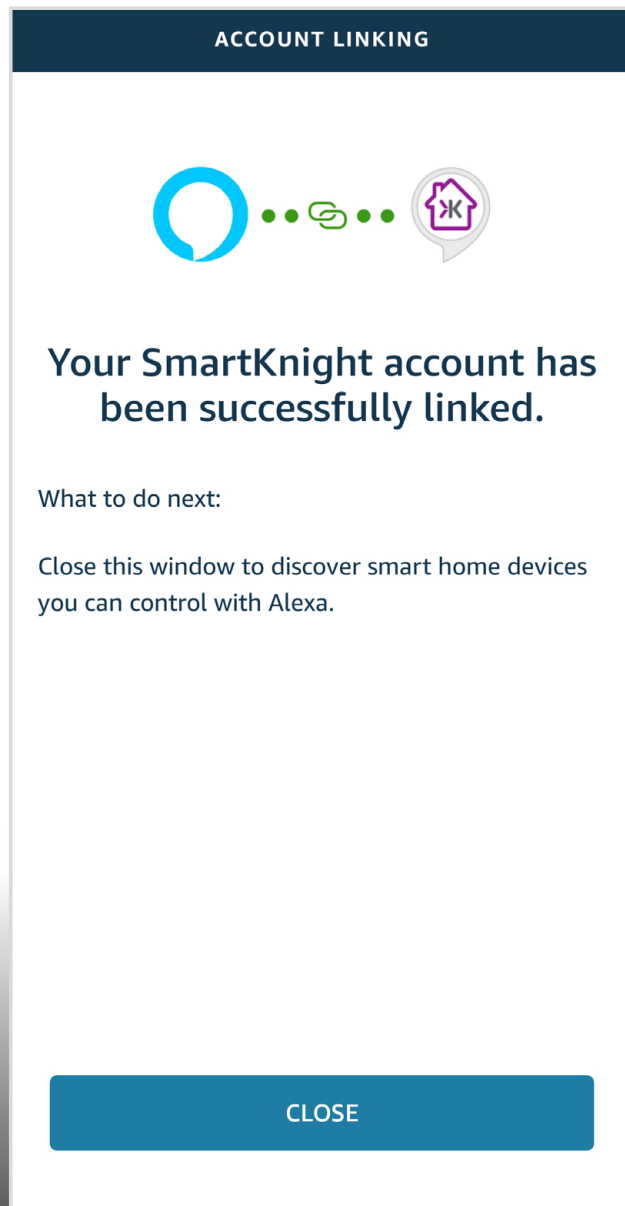 ACCOUNT LINKING
K
Your SmartKnight account has
been successfully linked.
What to do next:
Close this window to discover smart home devices
you can control with Alexa.
CLOSE